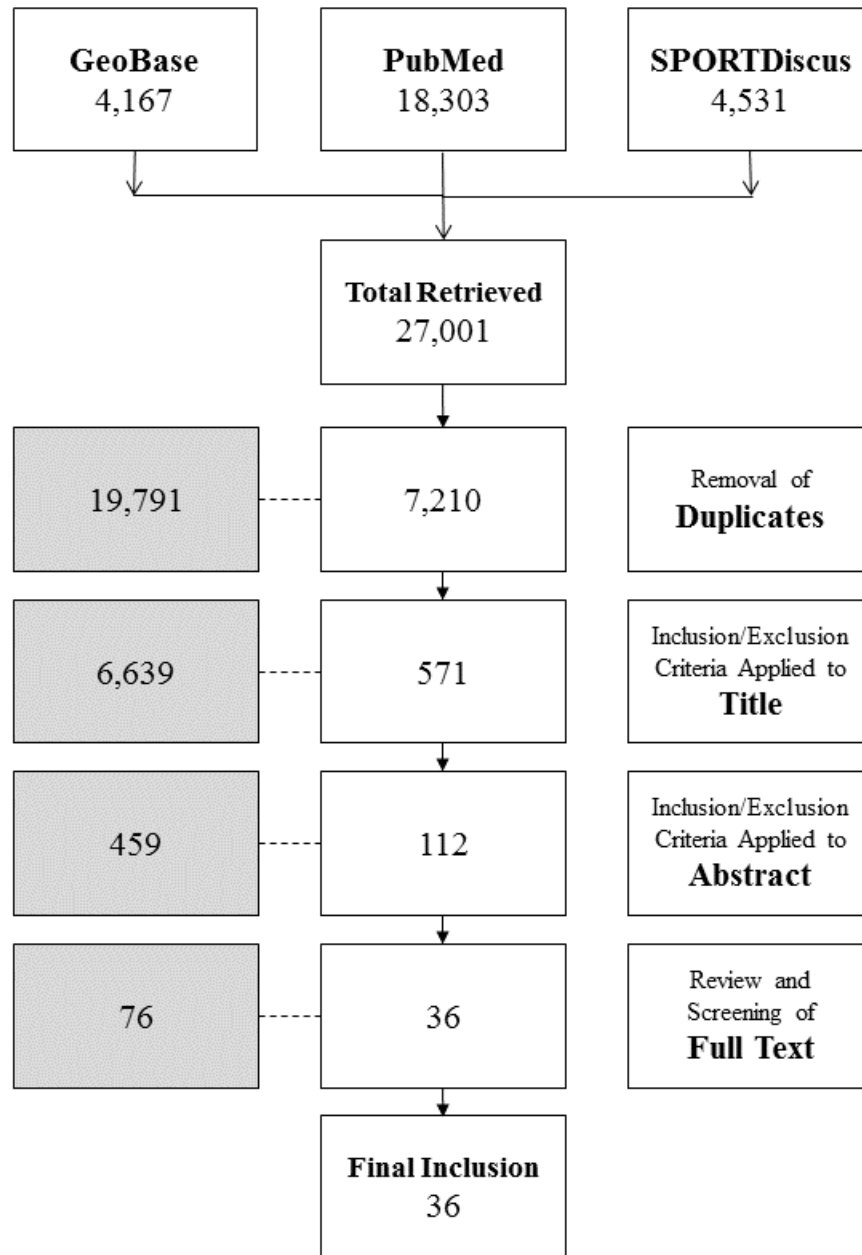 GeoBase
4,167
PubMed
18,303
SPORTDiscus
4,531
Total Retrieved
27,001
19,791
7,210
Removal of
Duplicates
6,639
571
Inclusion/Exclusion
Criteria Applied to
Title
459
112
Inclusion/Exclusion
Criteria Applied to
Abstract
76
36
Review and
Screening of
Full Text
Final Inclusion
36